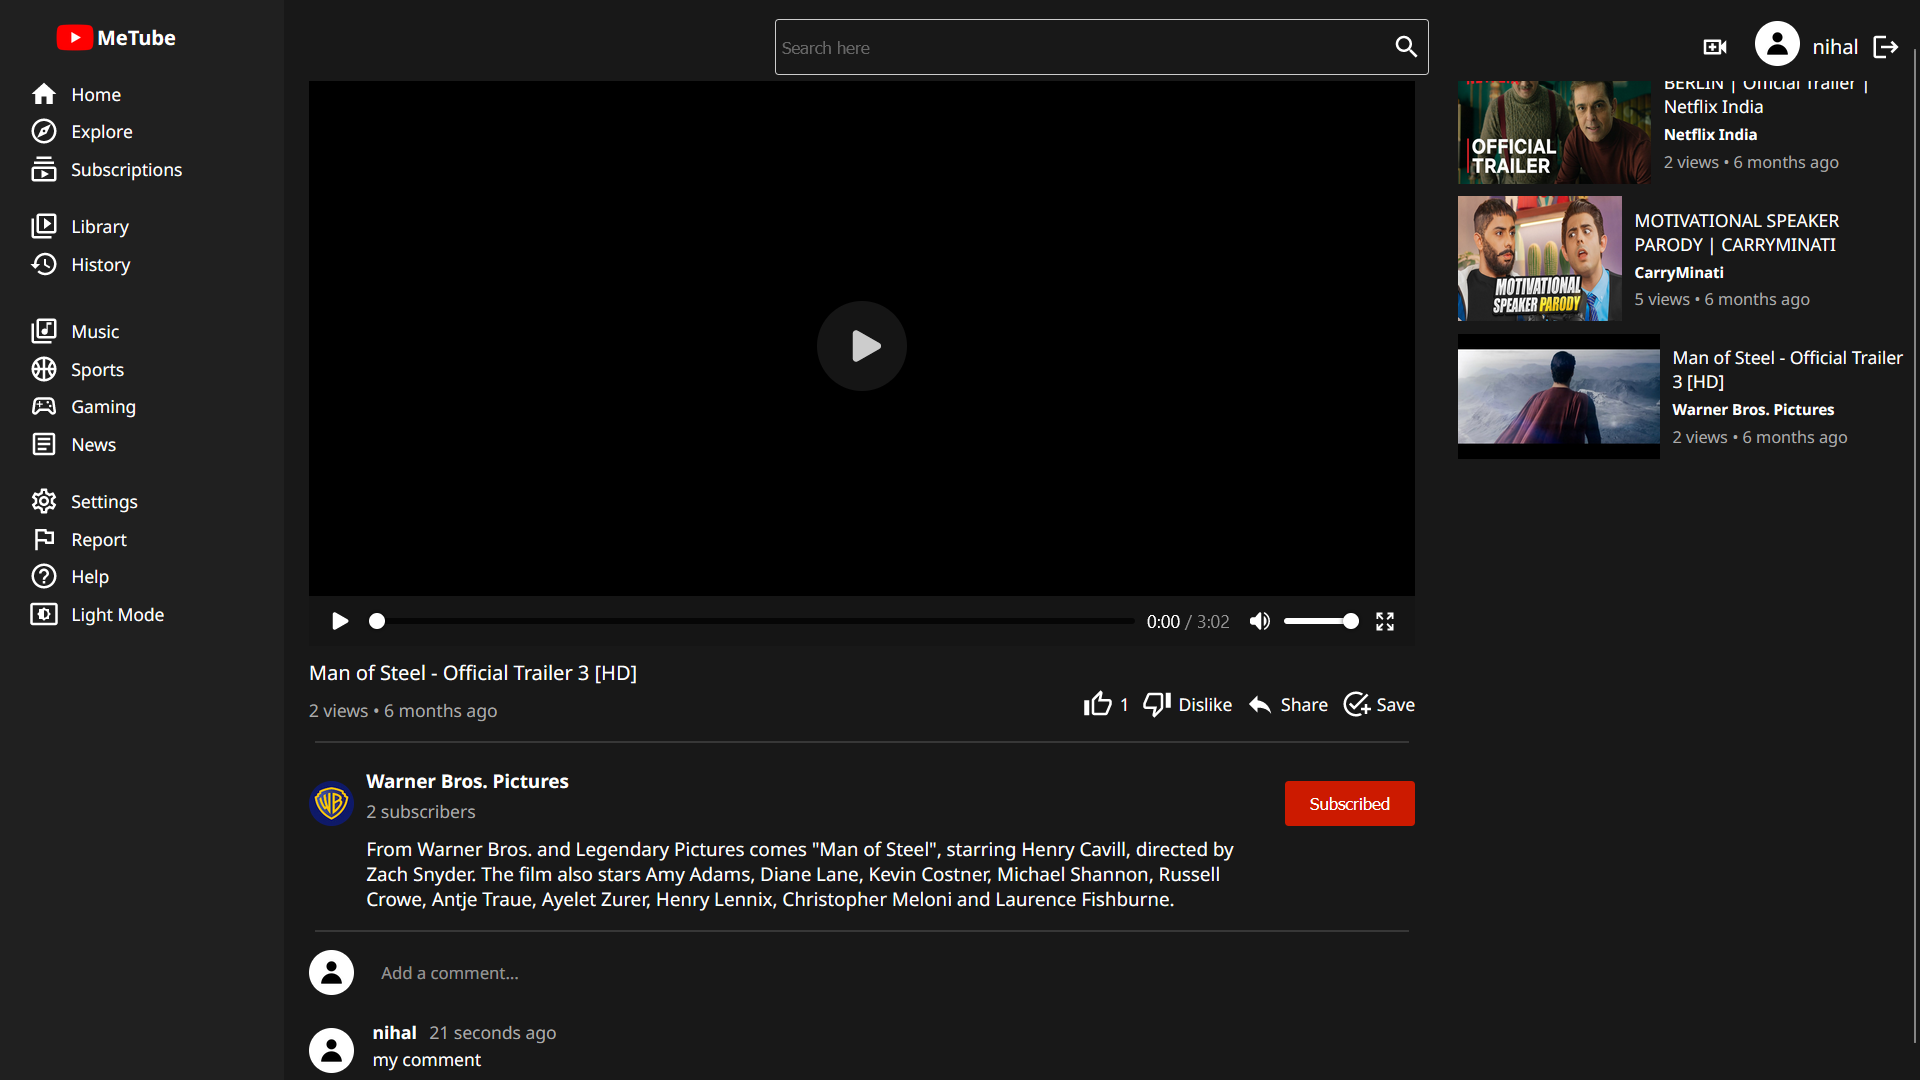 MeTube
Search here
nihal
Home
Explore
Subscriptions
Library
History
Music
Sports
Gaming
News
Settings
Report
Help
Light Mode
0:00 / 3:02
Man of Steel - Official Trailer 3 [HD]
2 views • 6 months ago
1 Dislike Share Save
Warner Bros. Pictures
2 subscribers
Subscribed
From Warner Bros. and Legendary Pictures comes "Man of Steel", starring Henry Cavill, directed by
Zach Snyder. The film also stars Amy Adams, Diane Lane, Kevin Costner, Michael Shannon, Russell
Crowe, Antje Traue, Ayelet Zurer, Henry Lennix, Christopher Meloni and Laurence Fishburne.
WB
Add a comment...
nihal 21 seconds ago
my comment
OFFICIAL
TRAILER
BERLIN | Official Trailer |
Netflix India
Netflix India
2 views • 6 months ago
MOTIVATIONAL
SPEAKER PARODY
MOTIVATIONAL SPEAKER
PARODY | CARRYMINATI
CarryMinati
5 views • 6 months ago
Man of Steel - Official Trailer
3 [HD]
Warner Bros. Pictures
2 views • 6 months ago